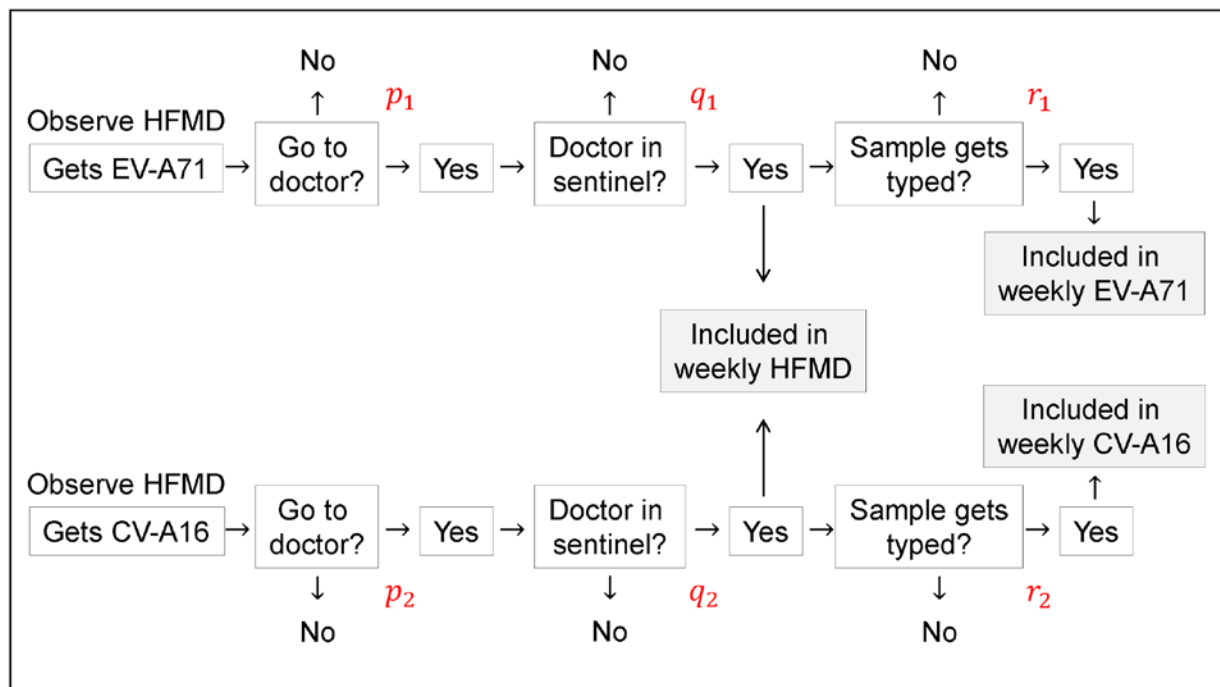 No
No
No
p₁
q₁
r₁
Observe HFMD
Gets EV-A71
→
Go to
doctor?
→
Yes
→
Doctor in
sentinel?
→
Yes
→
Sample gets
typed?
→
Yes
Included in
weekly EV-A71
Included in
weekly HFMD
Included in
weekly CV-A16
Observe HFMD
Gets CV-A16
→
Go to
doctor?
→
Yes
→
Doctor in
sentinel?
→
Yes
→
Sample gets
typed?
→
Yes
p₂
q₂
r₂
No
No
No